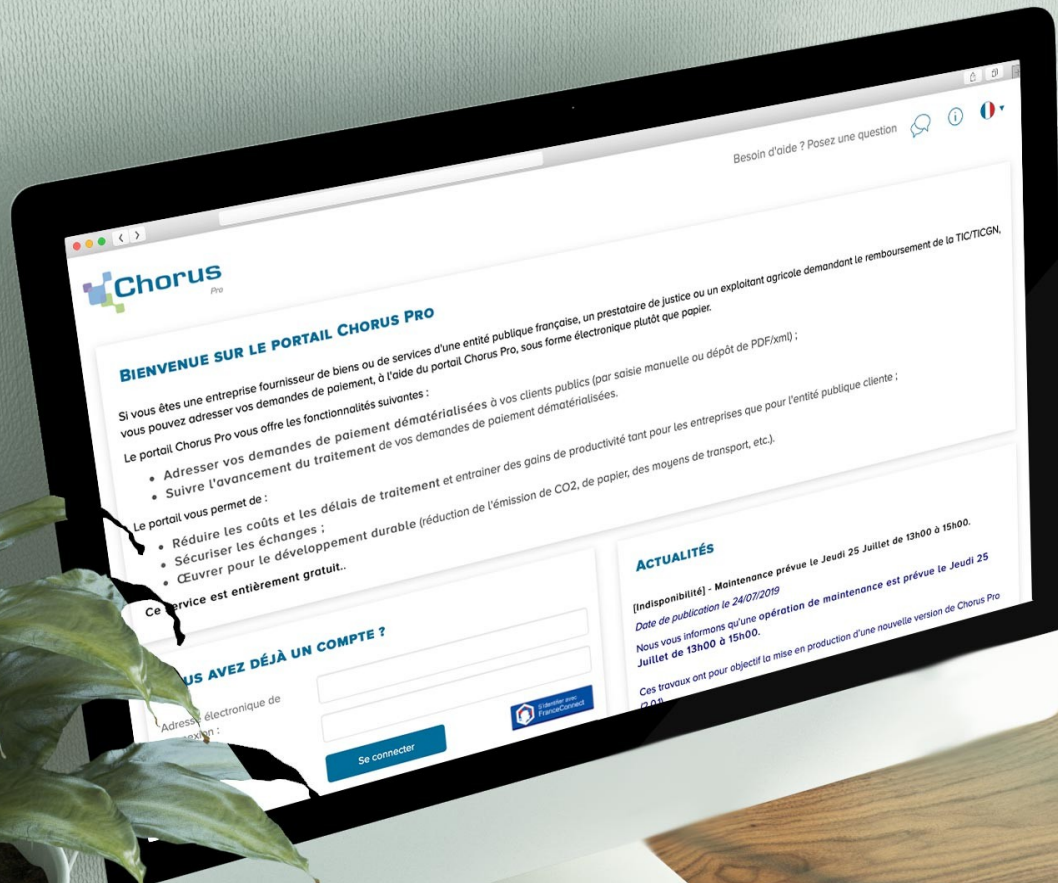 Besoin d'aide ? Posez une question
Chorus
Pro
BIENVENUE SUR LE PORTAIL CHORUS PRO
Si vous êtes une entreprise fournisseur de biens ou de services d'une entité publique française, un prestataire de justice ou un exploitant agricole demandant le remboursement de la TIC/TICGN,
vous pouvez adresser vos demandes de paiement, à l'aide du portail Chorus Pro, sous forme électronique plutôt que papier.
Le portail Chorus Pro vous offre les fonctionnalités suivantes :
• Adresser vos demandes de paiement dématérialisées à vos clients publics (par saisie manuelle ou dépôt de PDF/xml) ;
• Suivre l'avancement du traitement de vos demandes de paiement dématérialisées.
Le portail vous permet de :
• Réduire les coûts et les délais de traitement et entrainer des gains de productivité tant pour les entreprises que pour l'entité publique cliente ;
• Sécuriser les échanges ;
• Œuvrer pour le développement durable (réduction de l'émission de CO2, de papier, des moyens de transport, etc.).
Ce service est entièrement gratuit..
AVEZ DÉJÀ UN COMPTE ?
Adresse électronique de
S'identifier avec
FranceConnect
Se connecter
ACTUALITÉS
[Indisponibilité] - Maintenance prévue le Jeudi 25 Juillet de 13h00 à 15h00.
Date de publication le 24/07/2019
Nous vous informons qu'une opération de maintenance est prévue le Jeudi 25
Juillet de 13h00 à 15h00.
Ces travaux ont pour objectif la mise en production d'une nouvelle version de Chorus Pro